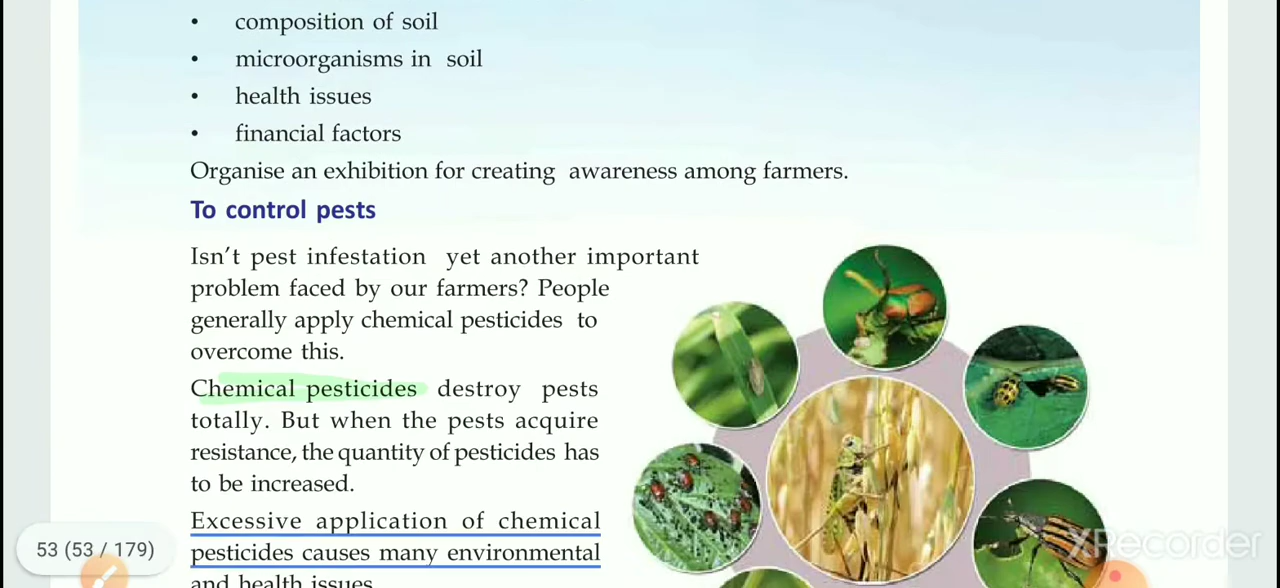 • composition of soil
• microorganisms in soil
• health issues
• financial factors
Organise an exhibition for creating awareness among farmers.
To control pests
Isn't pest infestation yet another important
problem faced by our farmers? People
generally apply chemical pesticides to
overcome this.
Chemical pesticides destroy pests
totally. But when the pests acquire
resistance, the quantity of pesticides has
to be increased.
Excessive application of chemical
pesticides causes many environmental
and health issues.
53 (53 / 179)
XRecorder